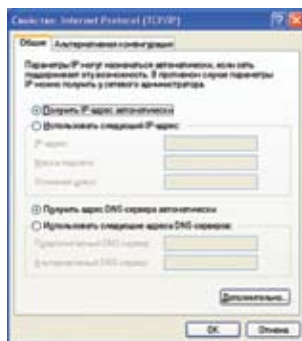 Свойства: Internet Protocol (TCP/IP)
Общие
Альтернативная конфигурация
Параметры IP могут назначаться автоматически, если сеть
поддерживает эту возможность. В противном случае параметры
IP можно получить у сетевого администратора.
Получить IP-адрес автоматически
Использовать следующий IP-адрес:
IP-адрес:
Маска подсети:
Основной шлюз:
Получить адрес DNS-сервера автоматически
Использовать следующие адреса DNS-серверов:
Предпочитаемый DNS-сервер:
Альтернативный DNS-сервер:
Дополнительно...
OK
Отмена